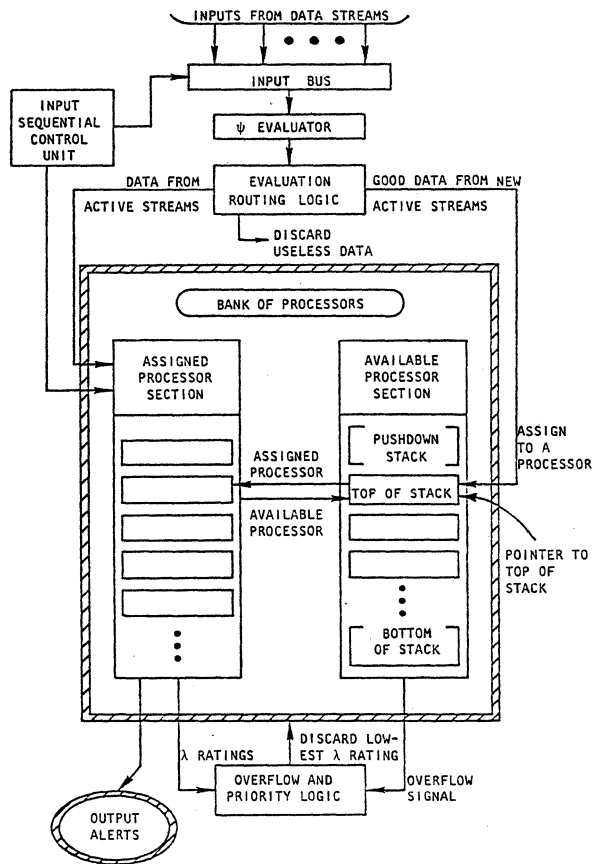 INPUTS FROM DATA STREAMS
INPUT BUS
INPUT
SEQUENTIAL
CONTROL
UNIT
ψ EVALUATOR
EVALUATION
ROUTING LOGIC
DATA FROM
ACTIVE STREAMS
GOOD DATA FROM NEW
ACTIVE STREAMS
DISCARD
USELESS DATA
BANK OF PROCESSORS
ASSIGNED
PROCESSOR
SECTION
AVAILABLE
PROCESSOR
SECTION
PUSHDOWN
STACK
ASSIGN
TO A
PROCESSOR
ASSIGNED
PROCESSOR
TOP OF STACK
AVAILABLE
PROCESSOR
POINTER TO
TOP OF
STACK
BOTTOM
OF STACK
λ RATINGS
DISCARD LOW-
EST λ RATING
OVERFLOW AND
PRIORITY LOGIC
OVERFLOW
SIGNAL
OUTPUT
ALERTS